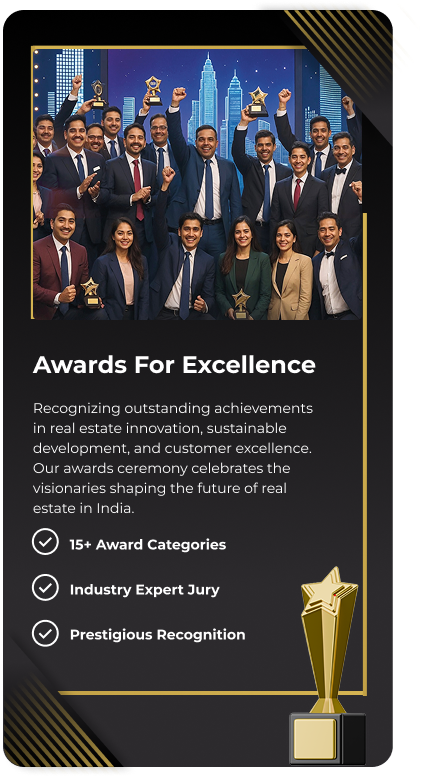 Awards For Excellence
Recognizing outstanding achievements
in real estate innovation, sustainable
development, and customer excellence.
Our awards ceremony celebrates the
visionaries shaping the future of real
estate in India.
15+ Award Categories
Industry Expert Jury
Prestigious Recognition